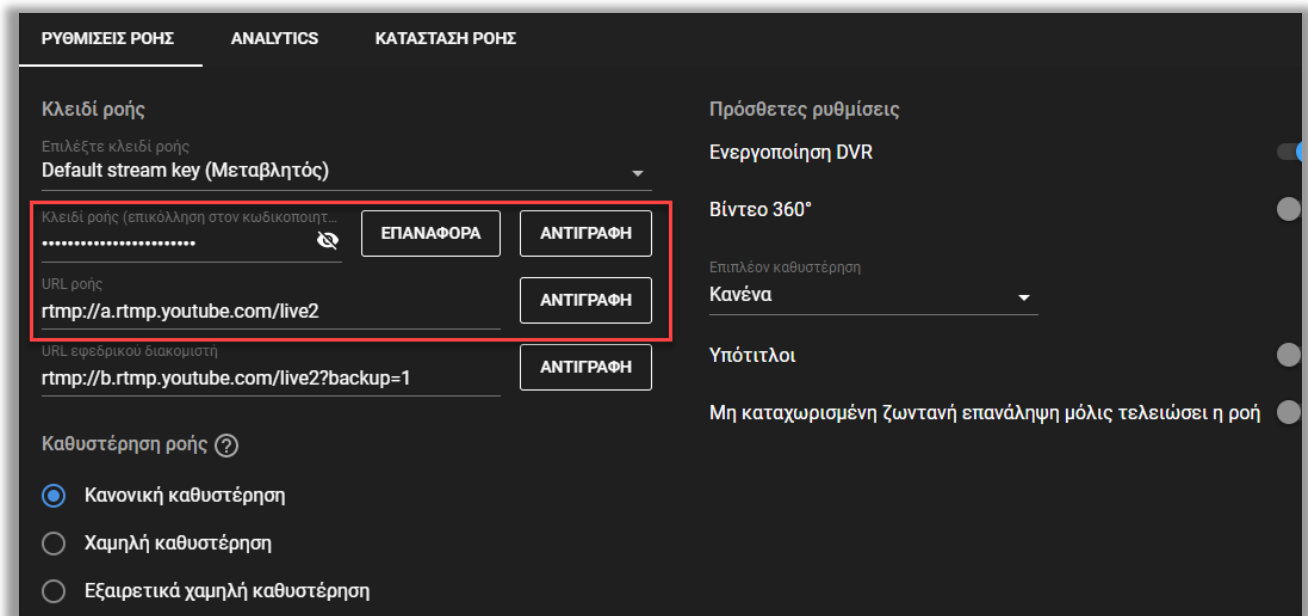 ΡΥΘΜΙΣΕΙΣ ΡΟΗΣ ANALYTICS ΚΑΤΑΣΤΑΣΗ ΡΟΗΣ
Κλειδί ροής
Επιλέξτε κλειδί ροής
Default stream key (Μεταβλητός)
Κλειδί ροής (επικόλληση στον κωδικοποιητ...
•••••••••••••••••••••••• ΕΠΑΝΑΦΟΡΑ ΑΝΤΙΓΡΑΦΗ
URL ροής
rtmp://a.rtmp.youtube.com/live2 ΑΝΤΙΓΡΑΦΗ
URL εφεδρικού διακομιστή
rtmp://b.rtmp.youtube.com/live2?backup=1 ΑΝΤΙΓΡΑΦΗ
Καθυστέρηση ροής ?
Κανονική καθυστέρηση
Χαμηλή καθυστέρηση
Εξαιρετικά χαμηλή καθυστέρηση
Πρόσθετες ρυθμίσεις
Ενεργοποίηση DVR
Βίντεο 360°
Επιπλέον καθυστέρηση
Κανένα
Υπότιτλοι
Μη καταχωρισμένη ζωντανή επανάληψη μόλις τελειώσει η ροή